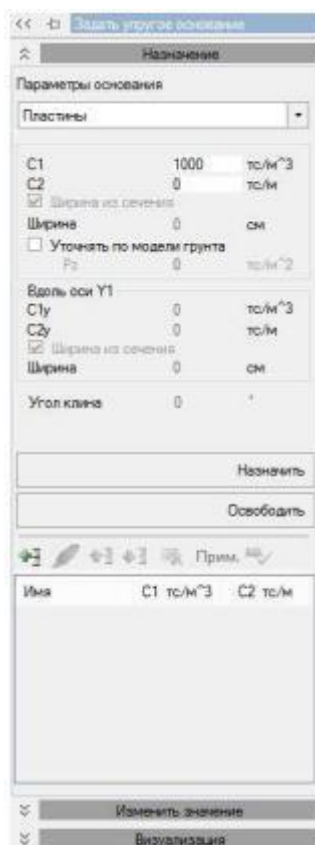 Задать упругое основание
Назначение
Параметры основания
Пластины
C1 1000 тс/м^3
C2 0 тс/м
Ширина из сечения
Ширина 0 см
Уточнять по модели грунта
Pz 0 тс/м^2
Вдоль оси Y1
C1y 0 тс/м^3
C2y 0 тс/м
Ширина из сечения
Ширина 0 см
Угол клина 0 °
Назначить
Освободить
Прим.
Имя C1 тс/м^3 C2 тс/м
Изменить значение
Визуализация